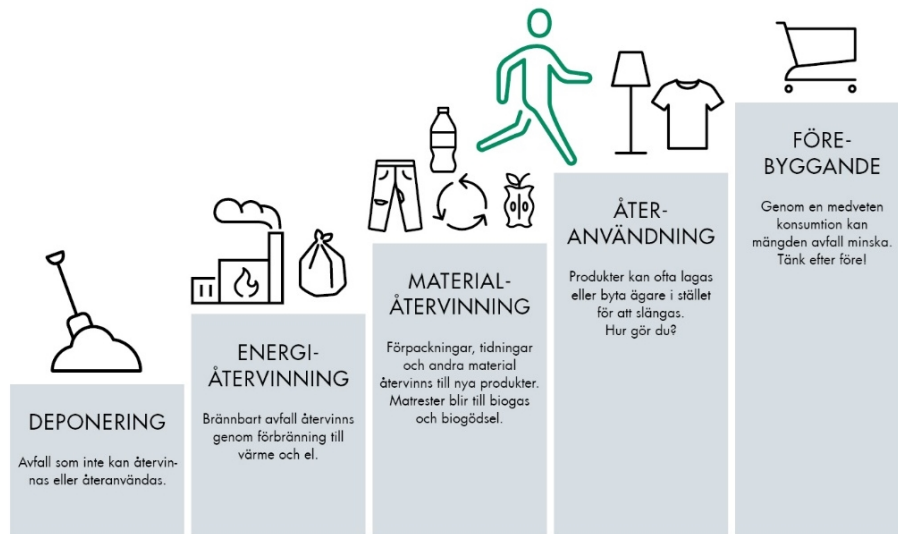 DEPONERING
Avfall som inte kan återvin-
nas eller återanvändas.
ENERGI-
ÅTERVINNING
Brännbart avfall återvinns
genom förbränning till
värme och el.
MATERIAL-
ÅTERVINNING
Förpackningar, tidningar
och andra material
återvinns till nya produkter.
Matrester blir till biogas
och biogödsel.
ÅTER-
ANVÄNDNING
Produkter kan ofta lagas
eller byta ägare i stället
för att slängas.
Hur gör du?
FÖRE-
BYGGANDE
Genom en medveten
konsumtion kan
mängden avfall minska.
Tänk efter före!